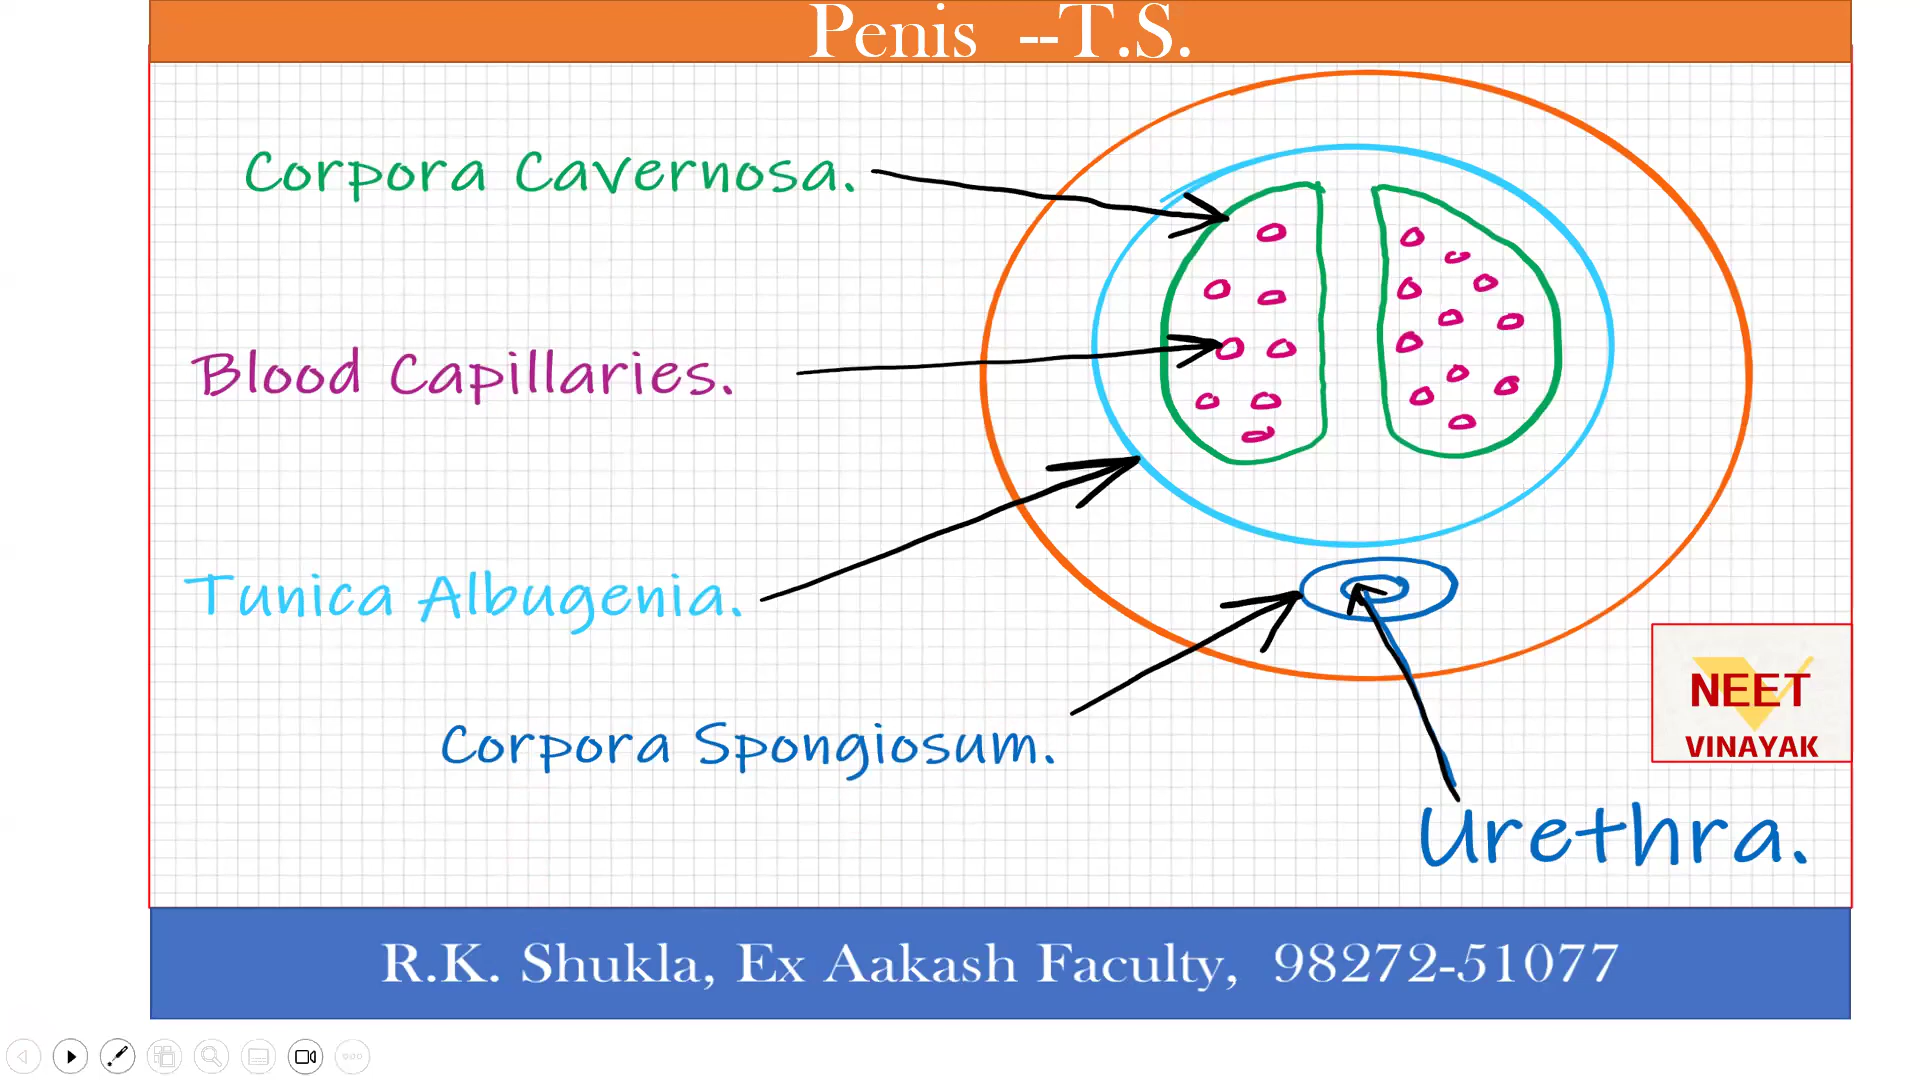 Penis --T.S.
Corpora Cavernosa.
Blood Capillaries.
Tunica Albugenia.
Corpora Spongiosum.
NEET
VINAYAK
Urethra.
R.K. Shukla, Ex Aakash Faculty, 98272-51077